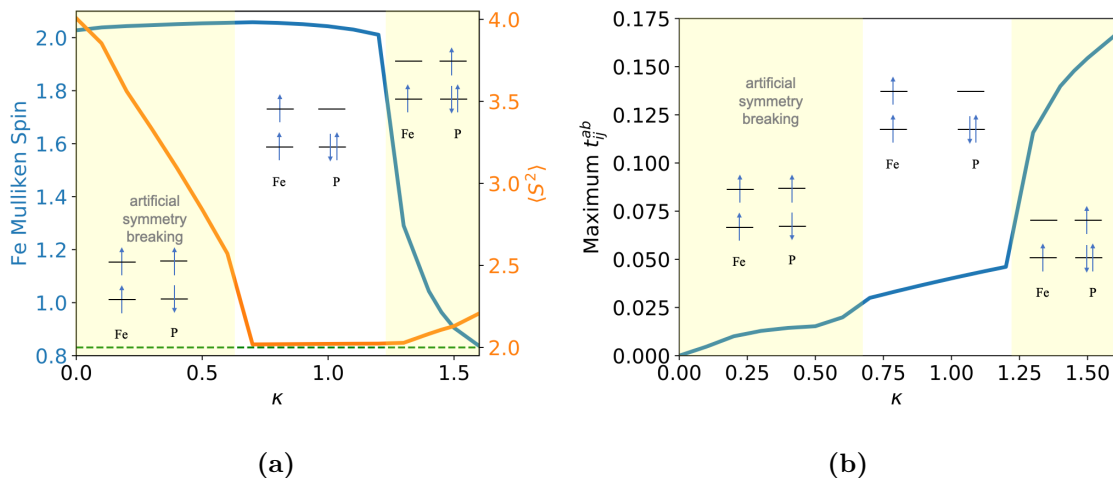 2.0
1.8
1.6
1.4
1.2
1.0
0.8
Fe Mulliken Spin
Fe
P
artificial
symmetry
breaking
Fe
P
Fe
P
4.0
3.5
3.0
2.5
2.0
⟨S²⟩
0.0
0.5
1.0
1.5
κ
(a)
0.175
0.150
0.125
0.100
0.075
0.050
0.025
0.000
Maximum t_{ij}^{ab}
artificial
symmetry
breaking
Fe
P
Fe
P
Fe
P
0.00
0.25
0.50
0.75
1.00
1.25
1.50
κ
(b)